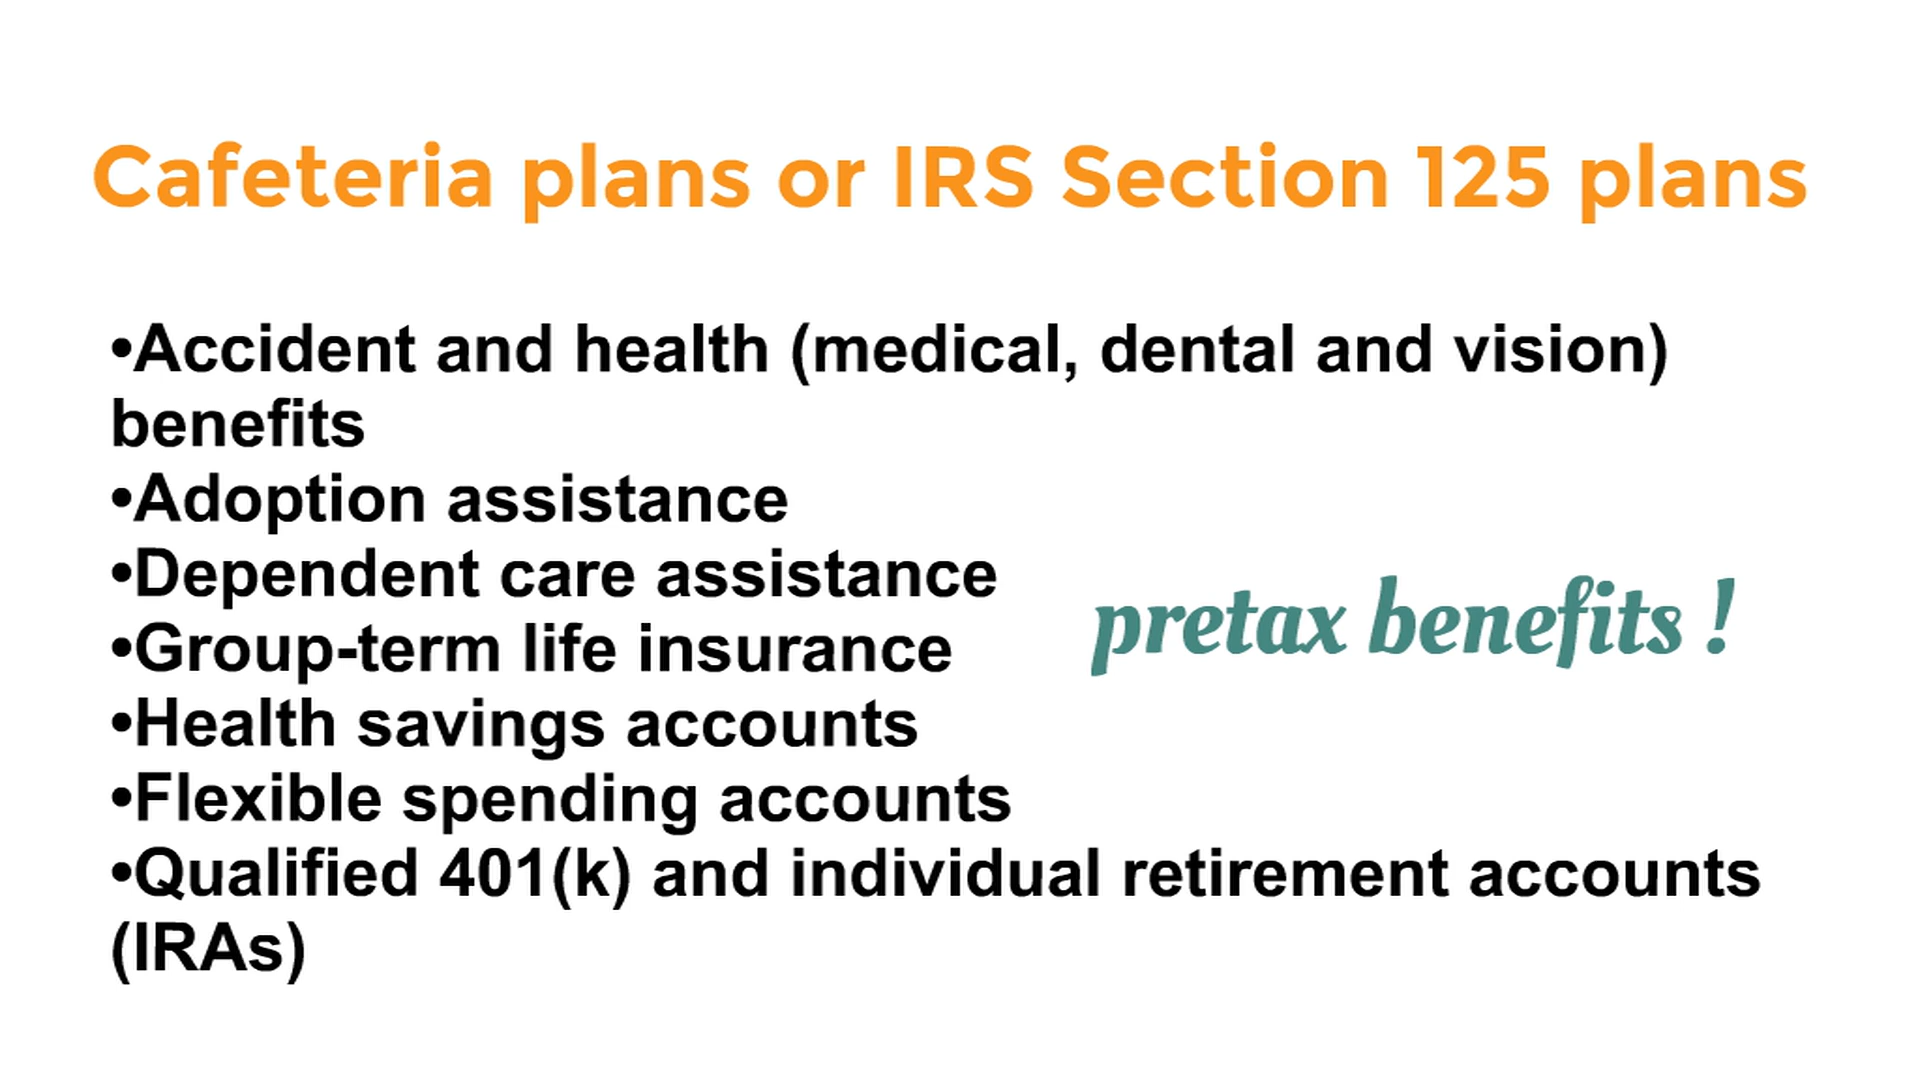 Cafeteria plans or IRS Section 125 plans
•Accident and health (medical, dental and vision)
benefits
•Adoption assistance
•Dependent care assistance
•Group-term life insurance
pretax benefits !
•Health savings accounts
•Flexible spending accounts
•Qualified 401(k) and individual retirement accounts
(IRAs)